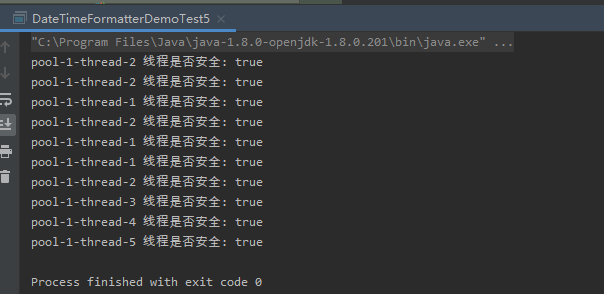 DateTimeFormatterDemoTest5
"C:\Program Files\Java\java-1.8.0-openjdk-1.8.0.201\bin\java.exe" ...
pool-1-thread-2 线程是否安全: true
pool-1-thread-2 线程是否安全: true
pool-1-thread-1 线程是否安全: true
pool-1-thread-2 线程是否安全: true
pool-1-thread-1 线程是否安全: true
pool-1-thread-1 线程是否安全: true
pool-1-thread-2 线程是否安全: true
pool-1-thread-3 线程是否安全: true
pool-1-thread-4 线程是否安全: true
pool-1-thread-5 线程是否安全: true
Process finished with exit code 0